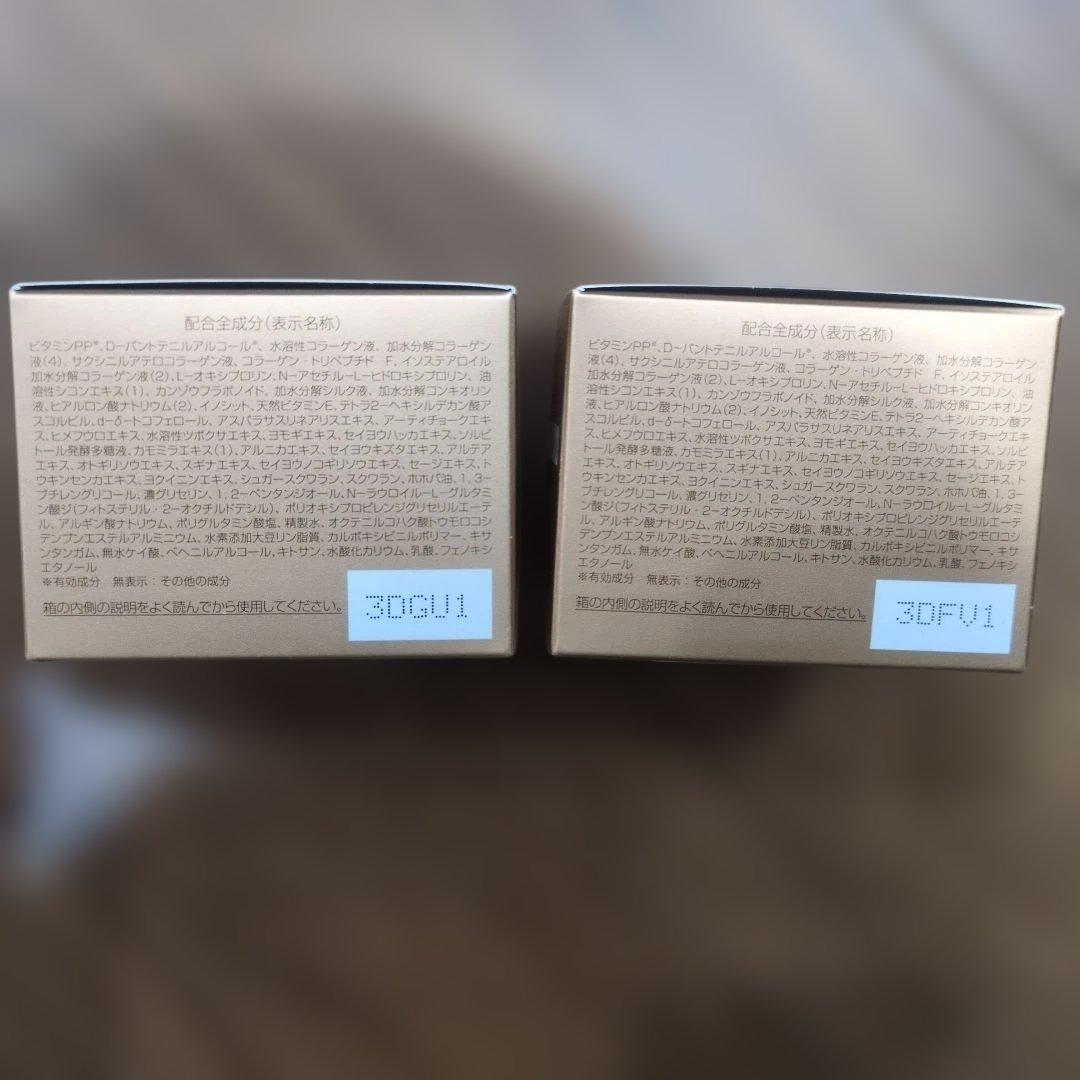 配合全成分(表示名称)
ビタミンPP※、D-パントテニルアルコール※、水溶性コラーゲン液、加水分解コラーゲン
液(4)、サクシニルアテロコラーゲン液、コラーゲン・トリペプチド F、イソステアロイル
加水分解コラーゲン液(2)、L-オキシプロリン、N-アセチル-L-ヒドロキシプロリン、油
溶性シコンエキス(1)、カンゾウフラボノイド、加水分解シルク液、加水分解コンキオリン
液、ヒアルロン酸ナトリウム(2)、イノシット、天然ビタミンE、テトラ2-ヘキシルデカン酸ア
スコルビル、d-δ-トコフェロール、アスパラサスリネアリスエキス、アーティチョークエキ
ス、ヒメフウロエキス、水溶性ツボクサエキス、ヨモギエキス、セイヨウハッカエキス、ソルビ
トール発酵多糖液、カモミラエキス(1)、アルニカエキス、セイヨウキズタエキス、アルテア
エキス、オトギリソウエキス、スギナエキス、セイヨウノコギリソウエキス、セージエキス、ト
ウキンセンカエキス、ヨクイニンエキス、シュガースクワラン、スクワラン、ホホバ油、1,3-
ブチレングリコール、濃グリセリン、1,2-ペンタンジオール、N-ラウロイル-L-グルタミ
ン酸ジ(フィトステリル・2-オクチルドデシル)、ポリオキシプロピレンジグリセリルエーテ
ル、アルギン酸ナトリウム、ポリグルタミン酸塩、精製水、オクテニルコハク酸トウモロコシ
デンプンエステルアルミニウム、水素添加大豆リン脂質、カルボキシビニルポリマー、キサ
ンタンガム、無水ケイ酸、ベヘニルアルコール、キトサン、水酸化カリウム、乳酸、フェノキシ
エタノール
※有効成分 無表示:その他の成分
箱の内側の説明をよく読んでから使用してください。
3DGU1
配合全成分(表示名称)
ビタミンPP※、D-パントテニルアルコール※、水溶性コラーゲン液、加水分解コラーゲン
液(4)、サクシニルアテロコラーゲン液、コラーゲン・トリペプチド F、イソステアロイル
加水分解コラーゲン液(2)、L-オキシプロリン、N-アセチル-L-ヒドロキシプロリン、油
溶性シコンエキス(1)、カンゾウフラボノイド、加水分解シルク液、加水分解コンキオリン
液、ヒアルロン酸ナトリウム(2)、イノシット、天然ビタミンE、テトラ2-ヘキシルデカン酸ア
スコルビル、d-δ-トコフェロール、アスパラサスリネアリスエキス、アーティチョークエキ
ス、ヒメフウロエキス、水溶性ツボクサエキス、ヨモギエキス、セイヨウハッカエキス、ソルビ
トール発酵多糖液、カモミラエキス(1)、アルニカエキス、セイヨウキズタエキス、アルテア
エキス、オトギリソウエキス、スギナエキス、セイヨウノコギリソウエキス、セージエキス、ト
ウキンセンカエキス、ヨクイニンエキス、シュガースクワラン、スクワラン、ホホバ油、1,3-
ブチレングリコール、濃グリセリン、1,2-ペンタンジオール、N-ラウロイル-L-グルタミ
ン酸ジ(フィトステリル・2-オクチルドデシル)、ポリオキシプロピレンジグリセリルエーテ
ル、アルギン酸ナトリウム、ポリグルタミン酸塩、精製水、オクテニルコハク酸トウモロコシ
デンプンエステルアルミニウム、水素添加大豆リン脂質、カルボキシビニルポリマー、キサ
ンタンガム、無水ケイ酸、ベヘニルアルコール、キトサン、水酸化カリウム、乳酸、フェノキシ
エタノール
※有効成分 無表示:その他の成分
箱の内側の説明をよく読んでから使用してください。
3DFV1